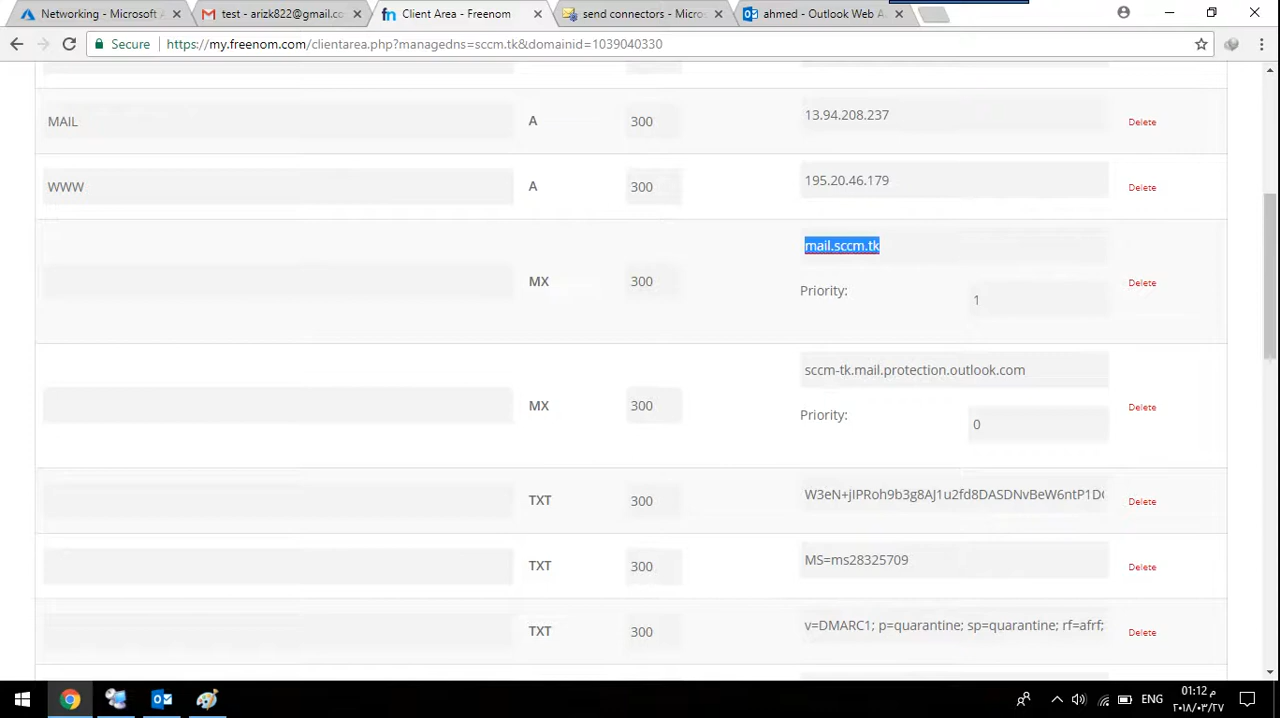 Networking - Microsoft A
test - arizk822@gmail.co
Client Area - Freenom
send connectors - Micros
ahmed - Outlook Web A
Secure
https://my.freenom.com/clientarea.php?managedns=sccm.tk&domainid=1039040330
MAIL A 300 13.94.208.237 Delete
WWW A 300 195.20.46.179 Delete
mail.sccm.tk
MX 300 Delete
Priority: 1
sccm-tk.mail.protection.outlook.com
MX 300 Delete
Priority: 0
TXT 300 W3eN+jIPRoh9b3g8AJ1u2fd8DASDNvBeW6ntP1D Delete
TXT 300 MS=ms28325709 Delete
TXT 300 v=DMARC1; p=quarantine; sp=quarantine; rf=afrf; Delete
ENG
م 01:12
٢٠١٨/٠٣/٢٧